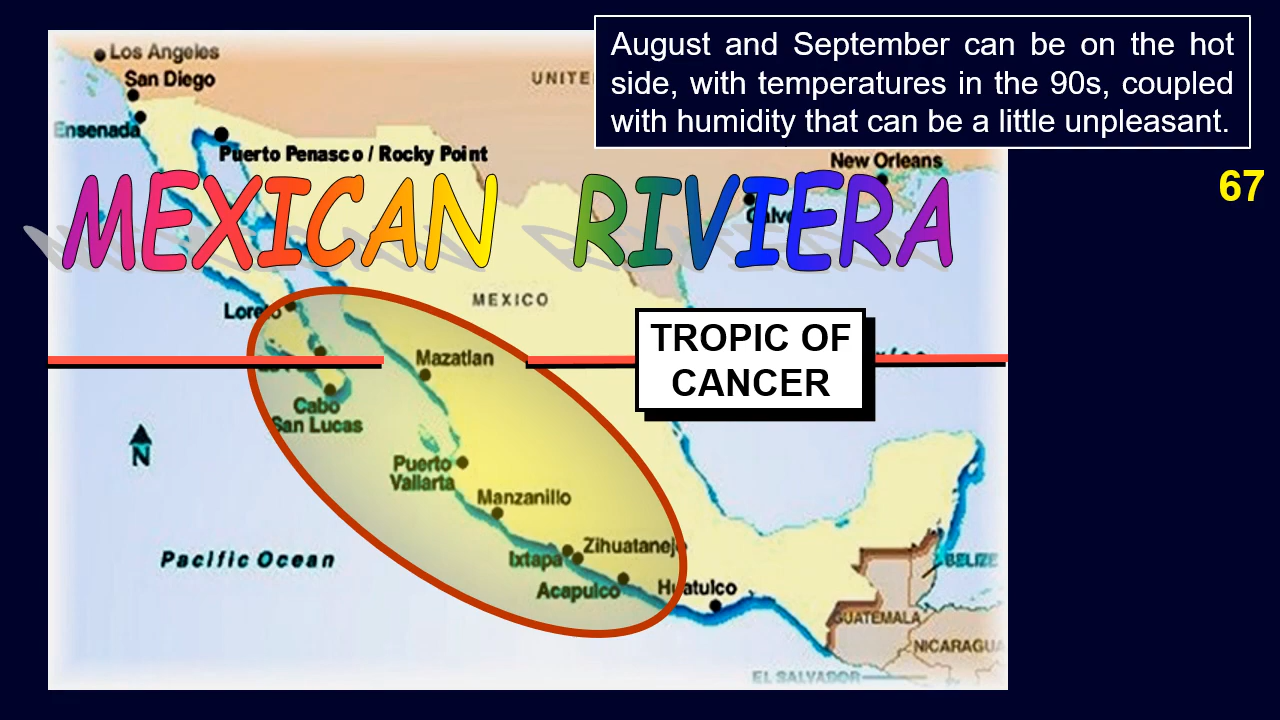 August and September can be on the hot
side, with temperatures in the 90s, coupled
with humidity that can be a little unpleasant.
67
Los Angeles
San Diego
UNITE
Ensenada
Puerto Penasco / Rocky Point
New Orleans
MEXICAN RIVIERA
MEXICO
Loreto
TROPIC OF
CANCER
Mazatlan
Cabo
San Lucas
N
Puerto
Vallarta
Manzanillo
Pacific Ocean
Zihuatanejo
Ixtapa
Acapulco
Huatulco
BELIZE
GUATEMALA
NICARAGUA
EL SALVADOR